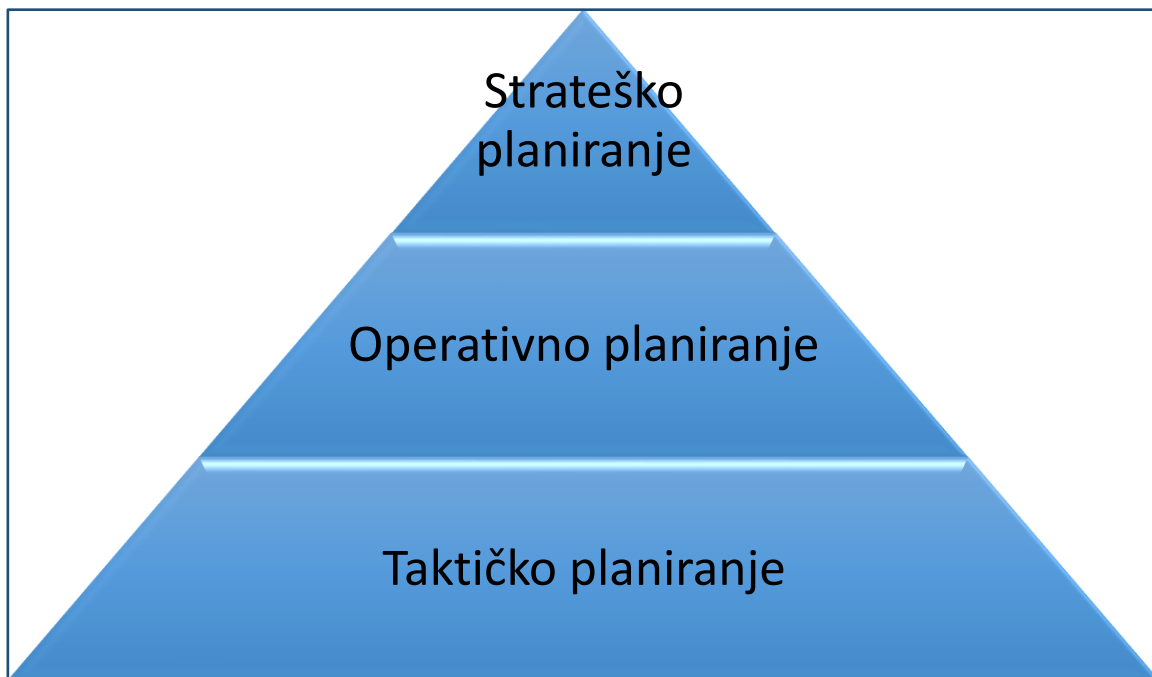 Strateško
planiranje
Operativno planiranje
Taktičko planiranje